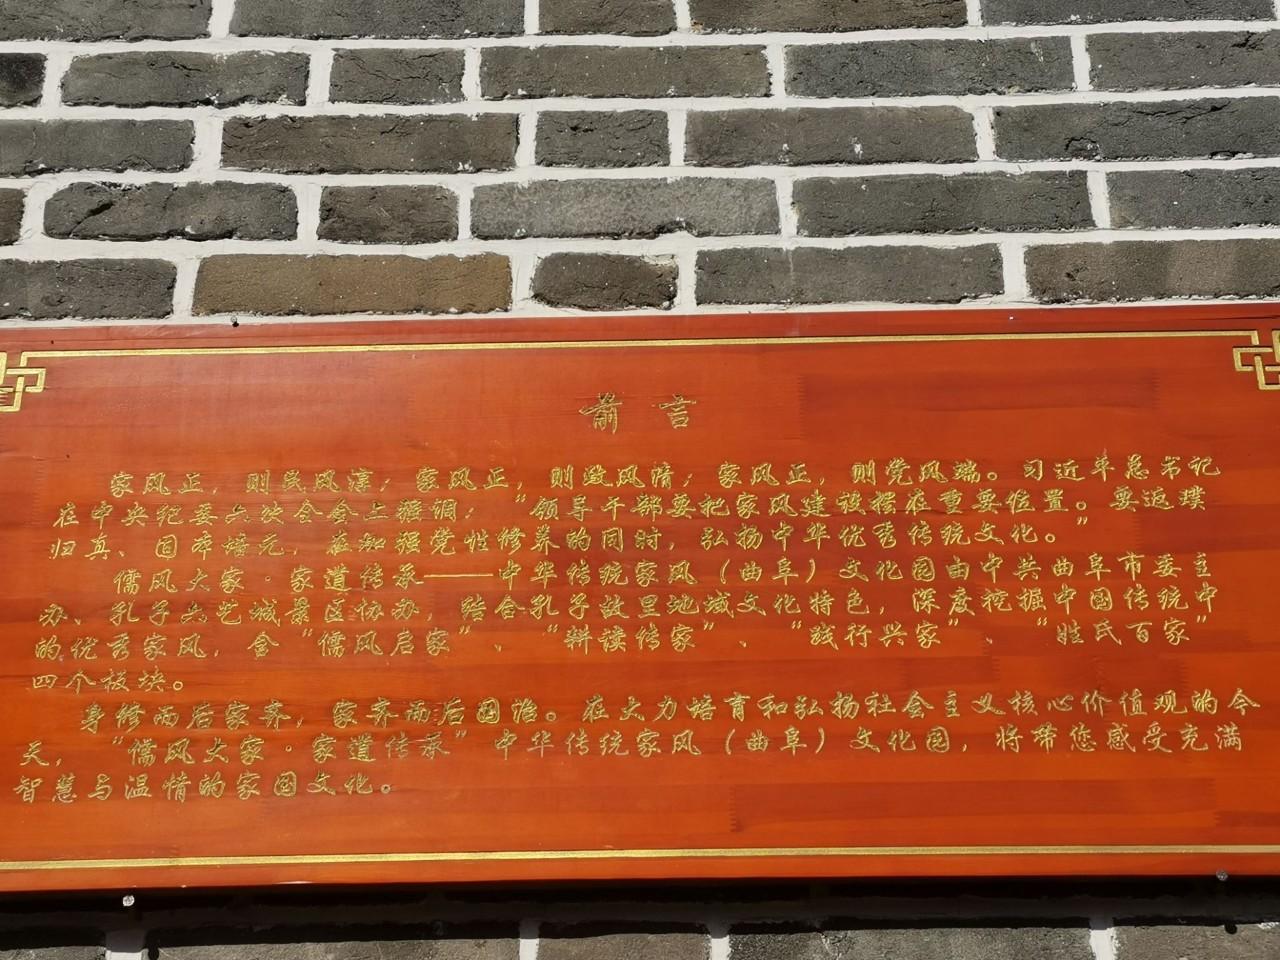 前言
家风正，则民风淳；家风正，则政风清；家风正，则党风端。习近平总书记
在中央纪委六次全会上强调：“领导干部要把家风建设摆在重要位置。要返璞
归真、固本培元，在加强党性修养的同时，弘扬中华优秀传统文化。”
儒风大家·家道传承——中华传统家风（曲阜）文化园由中共曲阜市委主
办、孔子六艺城景区协办，结合孔子故里地域文化特色，深度挖掘中国传统中
的优秀家风，含“儒风启家”、“耕读传家”、“践行兴家”、“姓氏百家”
四个板块。
身修而后家齐，家齐而后国治。在大力培育和弘扬社会主义核心价值观的今
天，“儒风大家·家道传承”中华传统家风（曲阜）文化园，将带您感受充满
智慧与温情的家国文化。